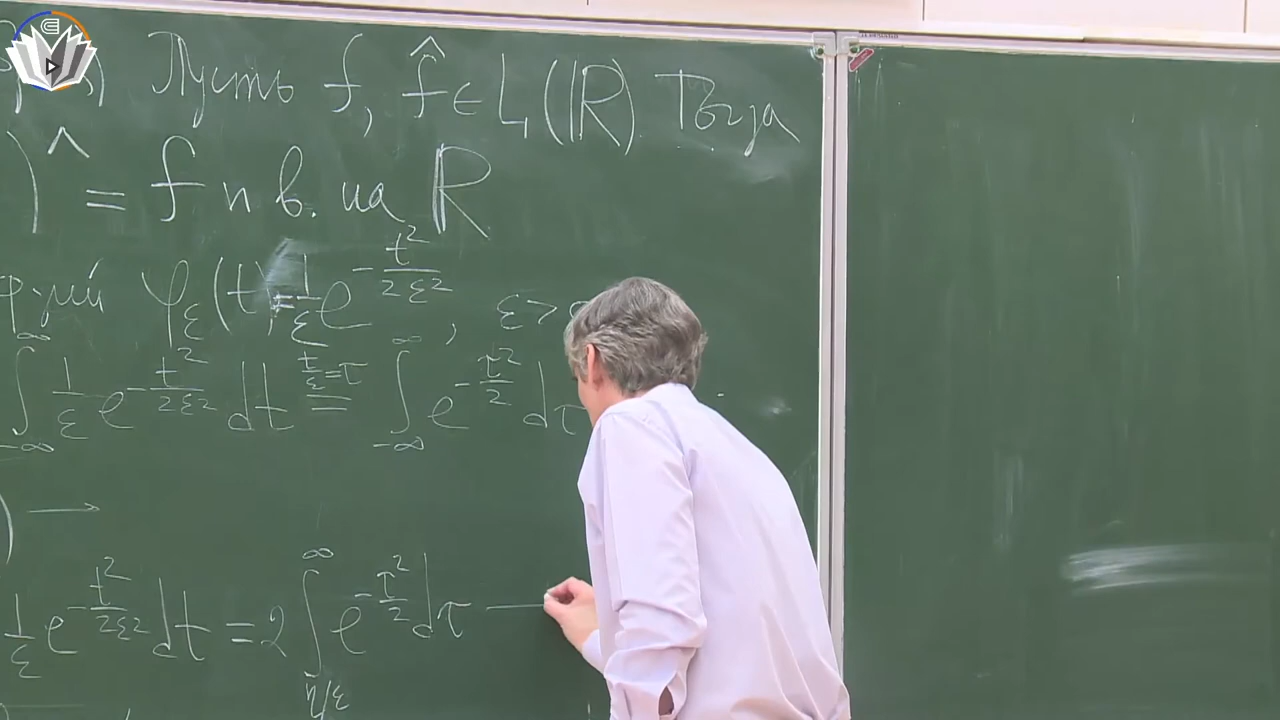 Пусть f, f̂ ∈ L₁(ℝ). Тогда
)^ = f п в. на ℝ
φ_ε(t) = 1/ε e^{-t²/2ε²}, ε >
∫_{-∞}^{∞} 1/ε e^{-t²/2ε²} dt \overset{t/ε=τ}{=} ∫_{-∞}^{∞} e^{-τ²/2} dτ
) →
1/ε e^{-t²/2ε²} dt = 2 ∫_{η/ε}^{∞} e^{-τ²/2} dτ —